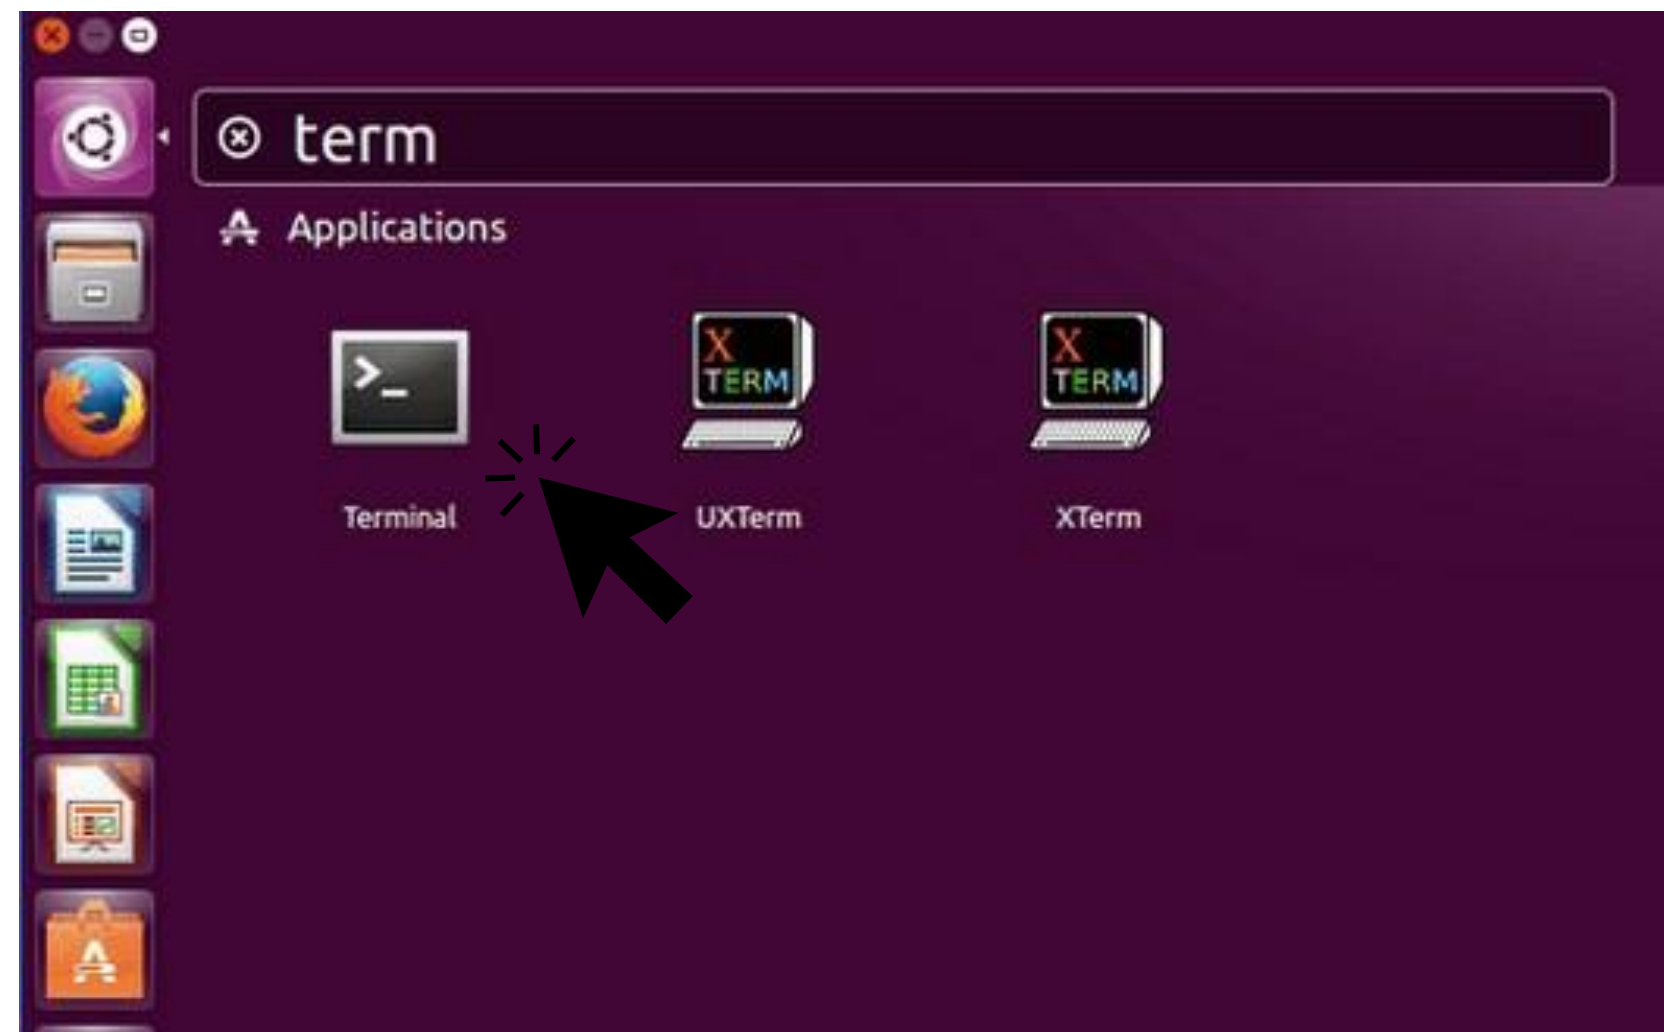 term
Applications
>_
X
TERM
X
TERM
Terminal
UXTerm
XTerm